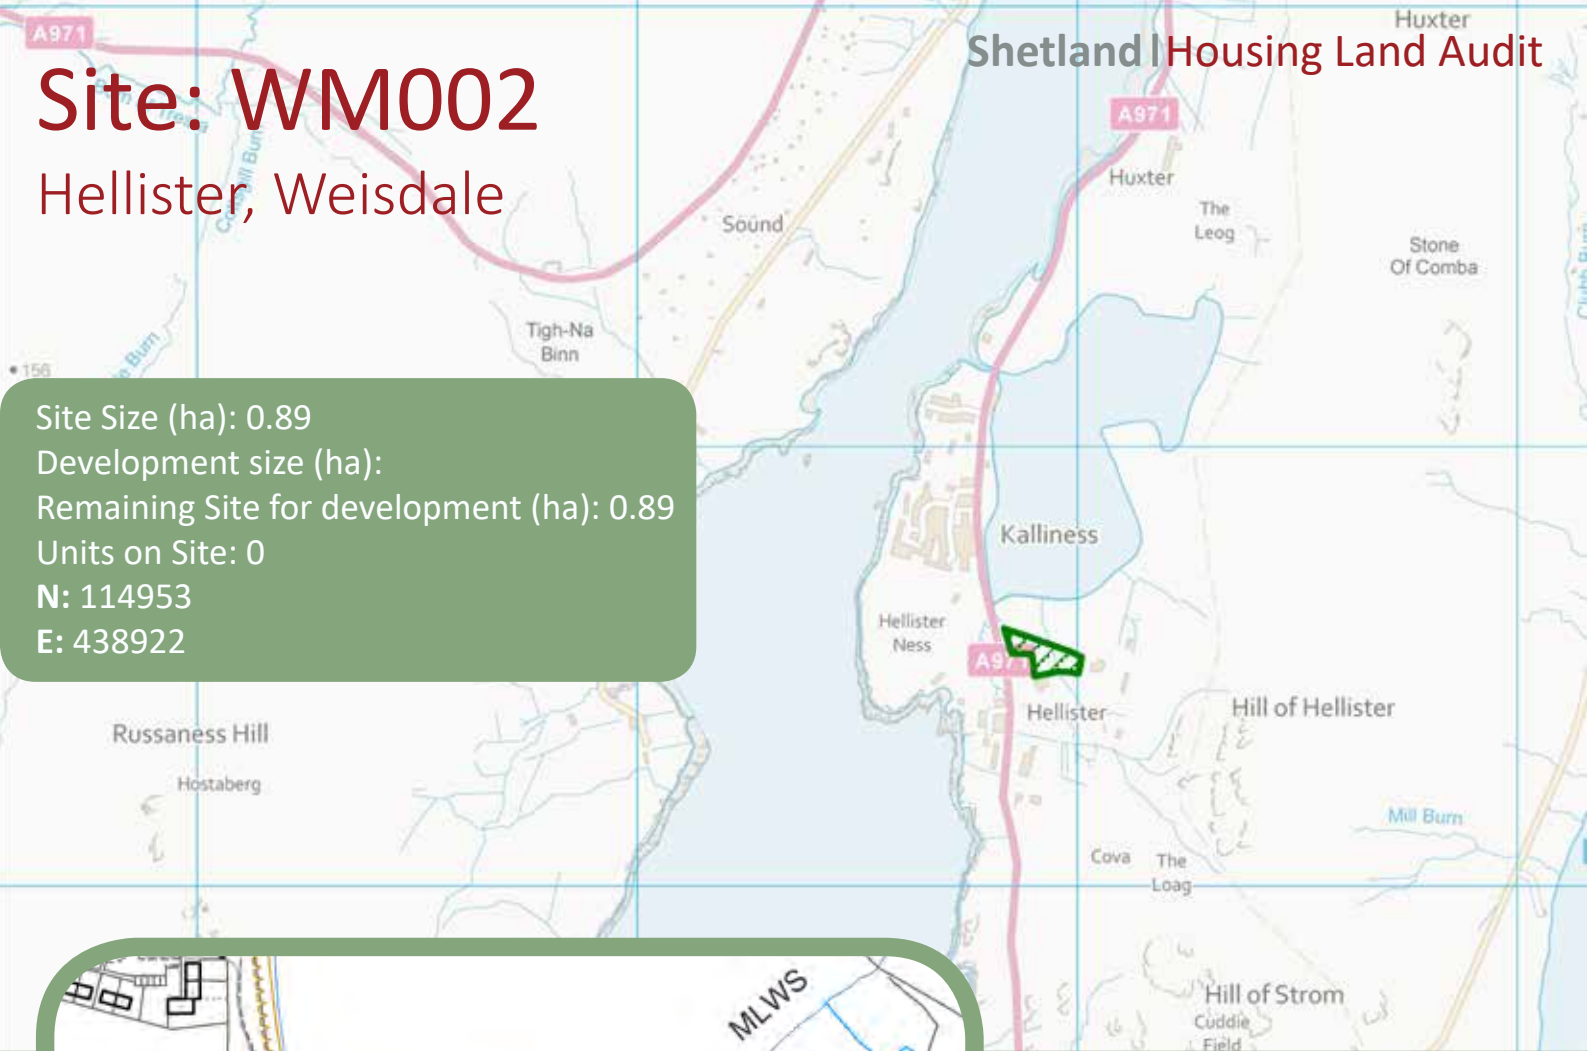 A971
Shetland | Housing Land Audit
Huxter
Site: WM002
Hellister, Weisdale
A971
Huxter
The
Leog
Sound
Stone
Of Comba
Tigh-Na
Binn
156
Burn
Site Size (ha): 0.89
Development size (ha):
Remaining Site for development (ha): 0.89
Units on Site: 0
N: 114953
E: 438922
Kalliness
Hellister
Ness
A971
Hellister
Hill of Hellister
Russaness Hill
Hostaberg
Mill Burn
Cova
The
Loag
MLWS
Hill of Strom
Cuddie
Field